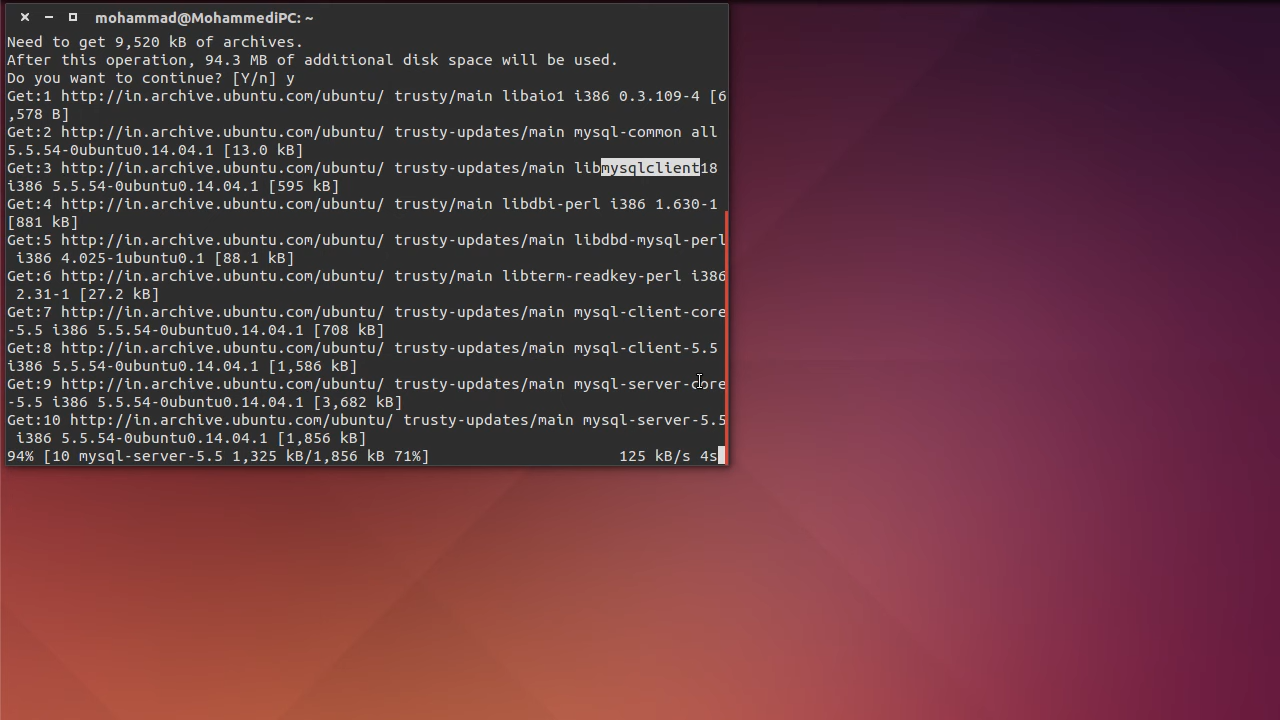 mohammad@MohammediPC: ~
Need to get 9,520 kB of archives.
After this operation, 94.3 MB of additional disk space will be used.
Do you want to continue? [Y/n] y
Get:1 http://in.archive.ubuntu.com/ubuntu/ trusty/main libaio1 i386 0.3.109-4 [6
,578 B]
Get:2 http://in.archive.ubuntu.com/ubuntu/ trusty-updates/main mysql-common all
5.5.54-0ubuntu0.14.04.1 [13.0 kB]
Get:3 http://in.archive.ubuntu.com/ubuntu/ trusty-updates/main libmysqlclient18
i386 5.5.54-0ubuntu0.14.04.1 [595 kB]
Get:4 http://in.archive.ubuntu.com/ubuntu/ trusty/main libdbi-perl i386 1.630-1
[881 kB]
Get:5 http://in.archive.ubuntu.com/ubuntu/ trusty-updates/main libdbd-mysql-perl
i386 4.025-1ubuntu0.1 [88.1 kB]
Get:6 http://in.archive.ubuntu.com/ubuntu/ trusty/main libterm-readkey-perl i386
2.31-1 [27.2 kB]
Get:7 http://in.archive.ubuntu.com/ubuntu/ trusty-updates/main mysql-client-core
-5.5 i386 5.5.54-0ubuntu0.14.04.1 [708 kB]
Get:8 http://in.archive.ubuntu.com/ubuntu/ trusty-updates/main mysql-client-5.5
i386 5.5.54-0ubuntu0.14.04.1 [1,586 kB]
Get:9 http://in.archive.ubuntu.com/ubuntu/ trusty-updates/main mysql-server-core
-5.5 i386 5.5.54-0ubuntu0.14.04.1 [3,682 kB]
Get:10 http://in.archive.ubuntu.com/ubuntu/ trusty-updates/main mysql-server-5.5
i386 5.5.54-0ubuntu0.14.04.1 [1,856 kB]
94% [10 mysql-server-5.5 1,325 kB/1,856 kB 71%] 125 kB/s 4s